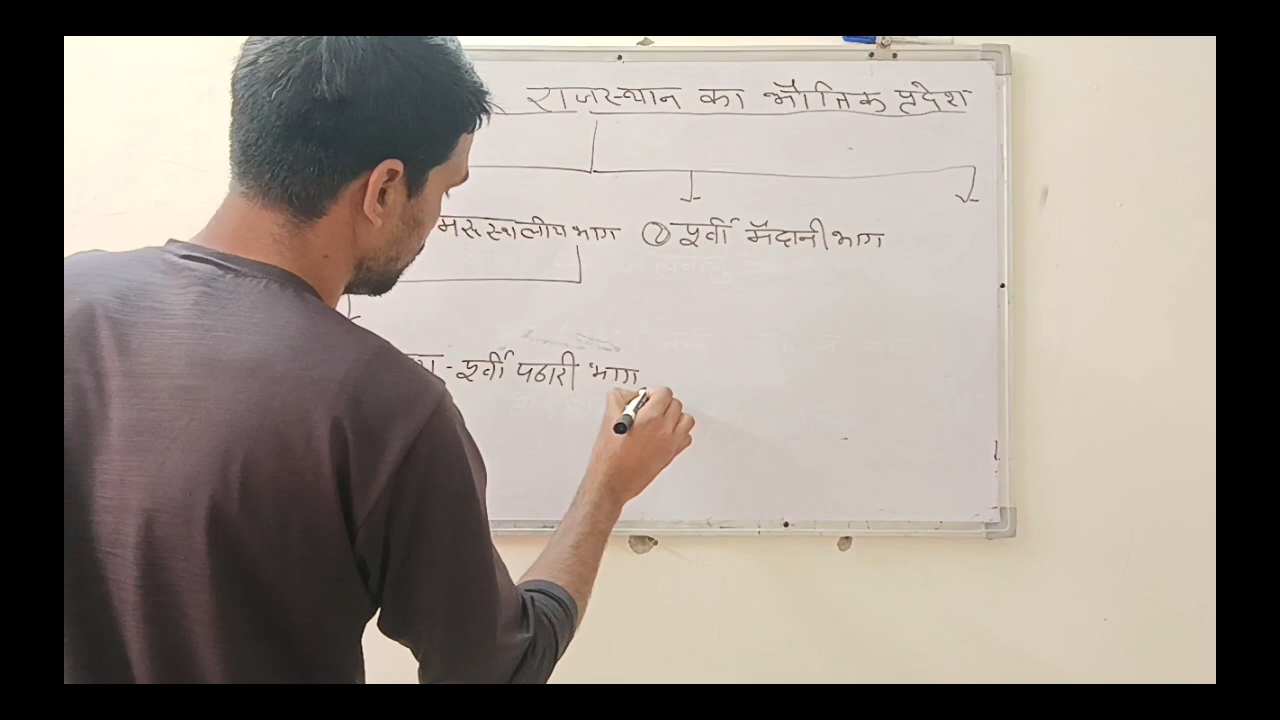 राजस्थान का भौतिक प्रदेश
मरुस्थलीय भाग ② पूर्वी मैदानी भाग
- पूर्वी पठारी भाग